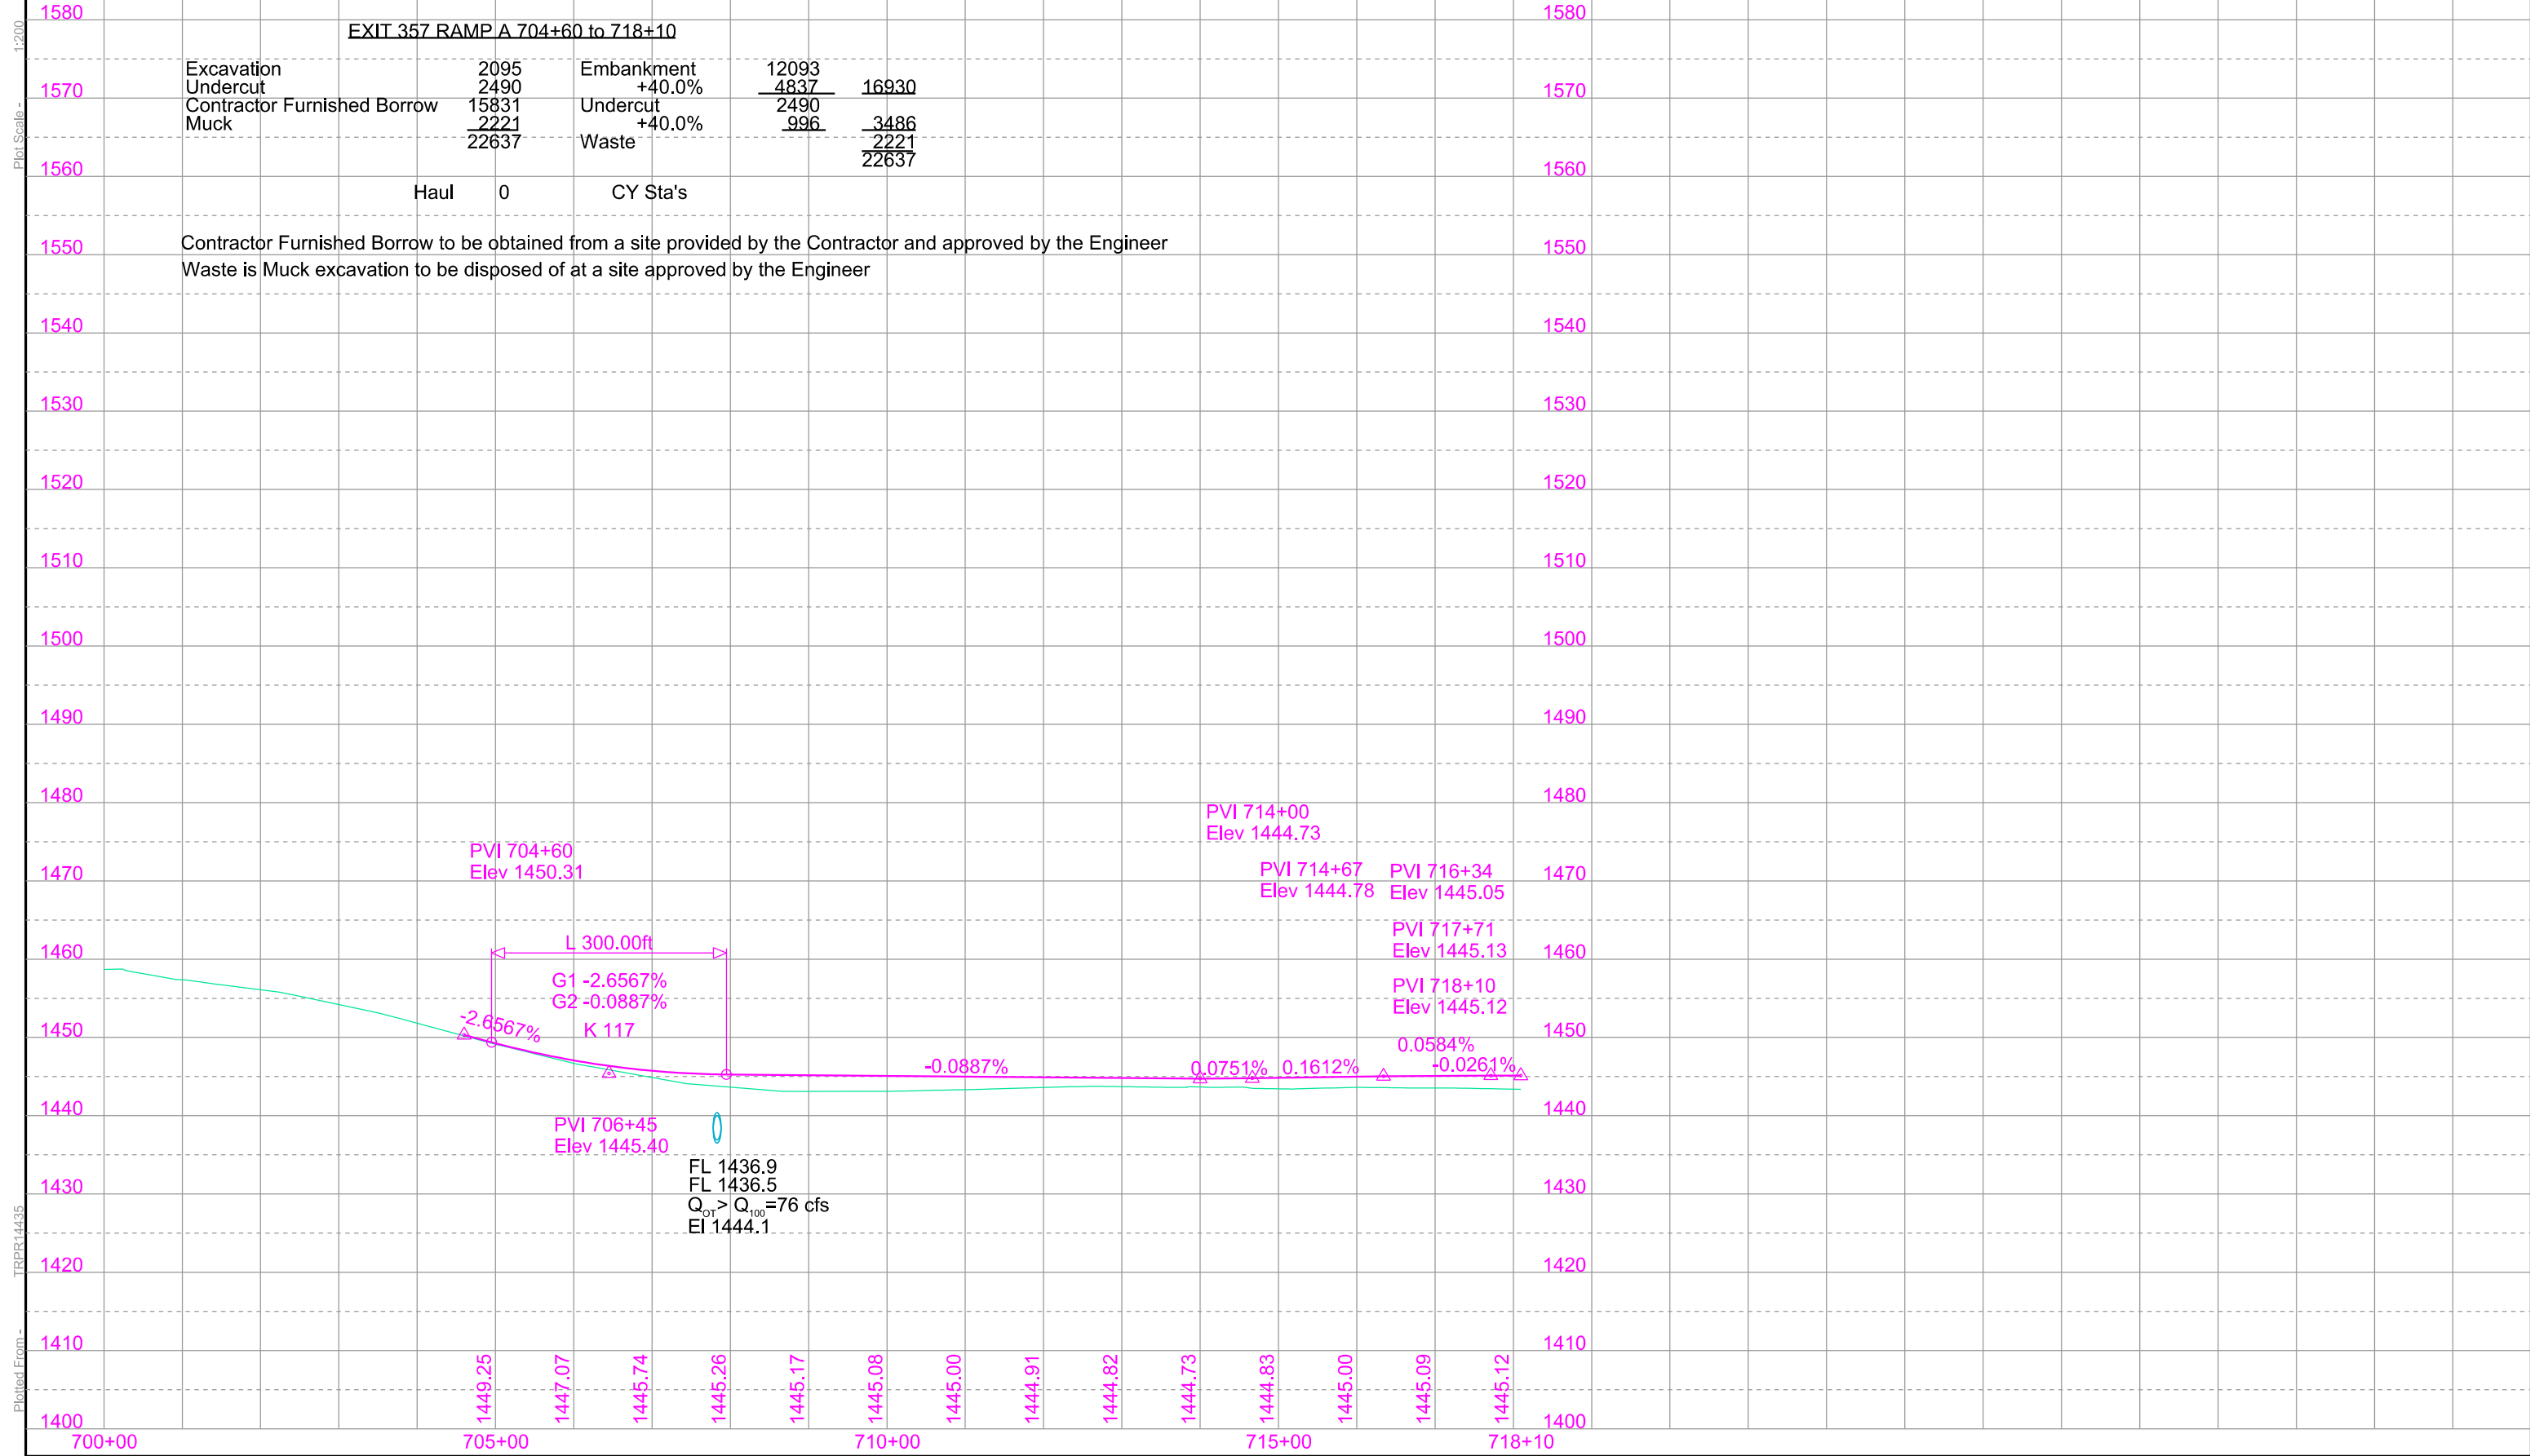 1580 1580
EXIT 357 RAMP A 704+60 to 718+10
Excavation 2095 Embankment 12093
Undercut 2490 +40.0% 4837 16930
1570 1570
Contractor Furnished Borrow 15831 Undercut 2490
Muck 2221 +40.0% 996 3486
22637 Waste 2221
22637
1560 1560
Haul 0 CY Sta's
Contractor Furnished Borrow to be obtained from a site provided by the Contractor and approved by the Engineer
1550 1550
Waste is Muck excavation to be disposed of at a site approved by the Engineer
1540 1540
1530 1530
1520 1520
1510 1510
1500 1500
1490 1490
1480 1480
PVI 714+00
Elev 1444.73
PVI 704+60
Elev 1450.31
1470 1470
PVI 714+67
Elev 1444.78
PVI 716+34
Elev 1445.05
PVI 717+71
Elev 1445.13
L 300.00ft
1460 1460
G1 -2.6567%
G2 -0.0887%
PVI 718+10
Elev 1445.12
-2.6567%
K 117
1450 1450
0.0584%
-0.0887%
0.0751% 0.1612% -0.0261%
1440 1440
PVI 706+45
Elev 1445.40
FL 1436.9
FL 1436.5
1430 1430
QOT> Q100=76 cfs
El 1444.1
1420 1420
1410 1410
1449.25 1447.07 1445.74 1445.26 1445.17 1445.08 1445.00 1444.91 1444.82 1444.73 1444.83 1445.00 1445.09 1445.12
1400 1400
700+00 705+00 710+00 715+00 718+10
Plot Scale - 1:200
Plotted From - TRPR14435